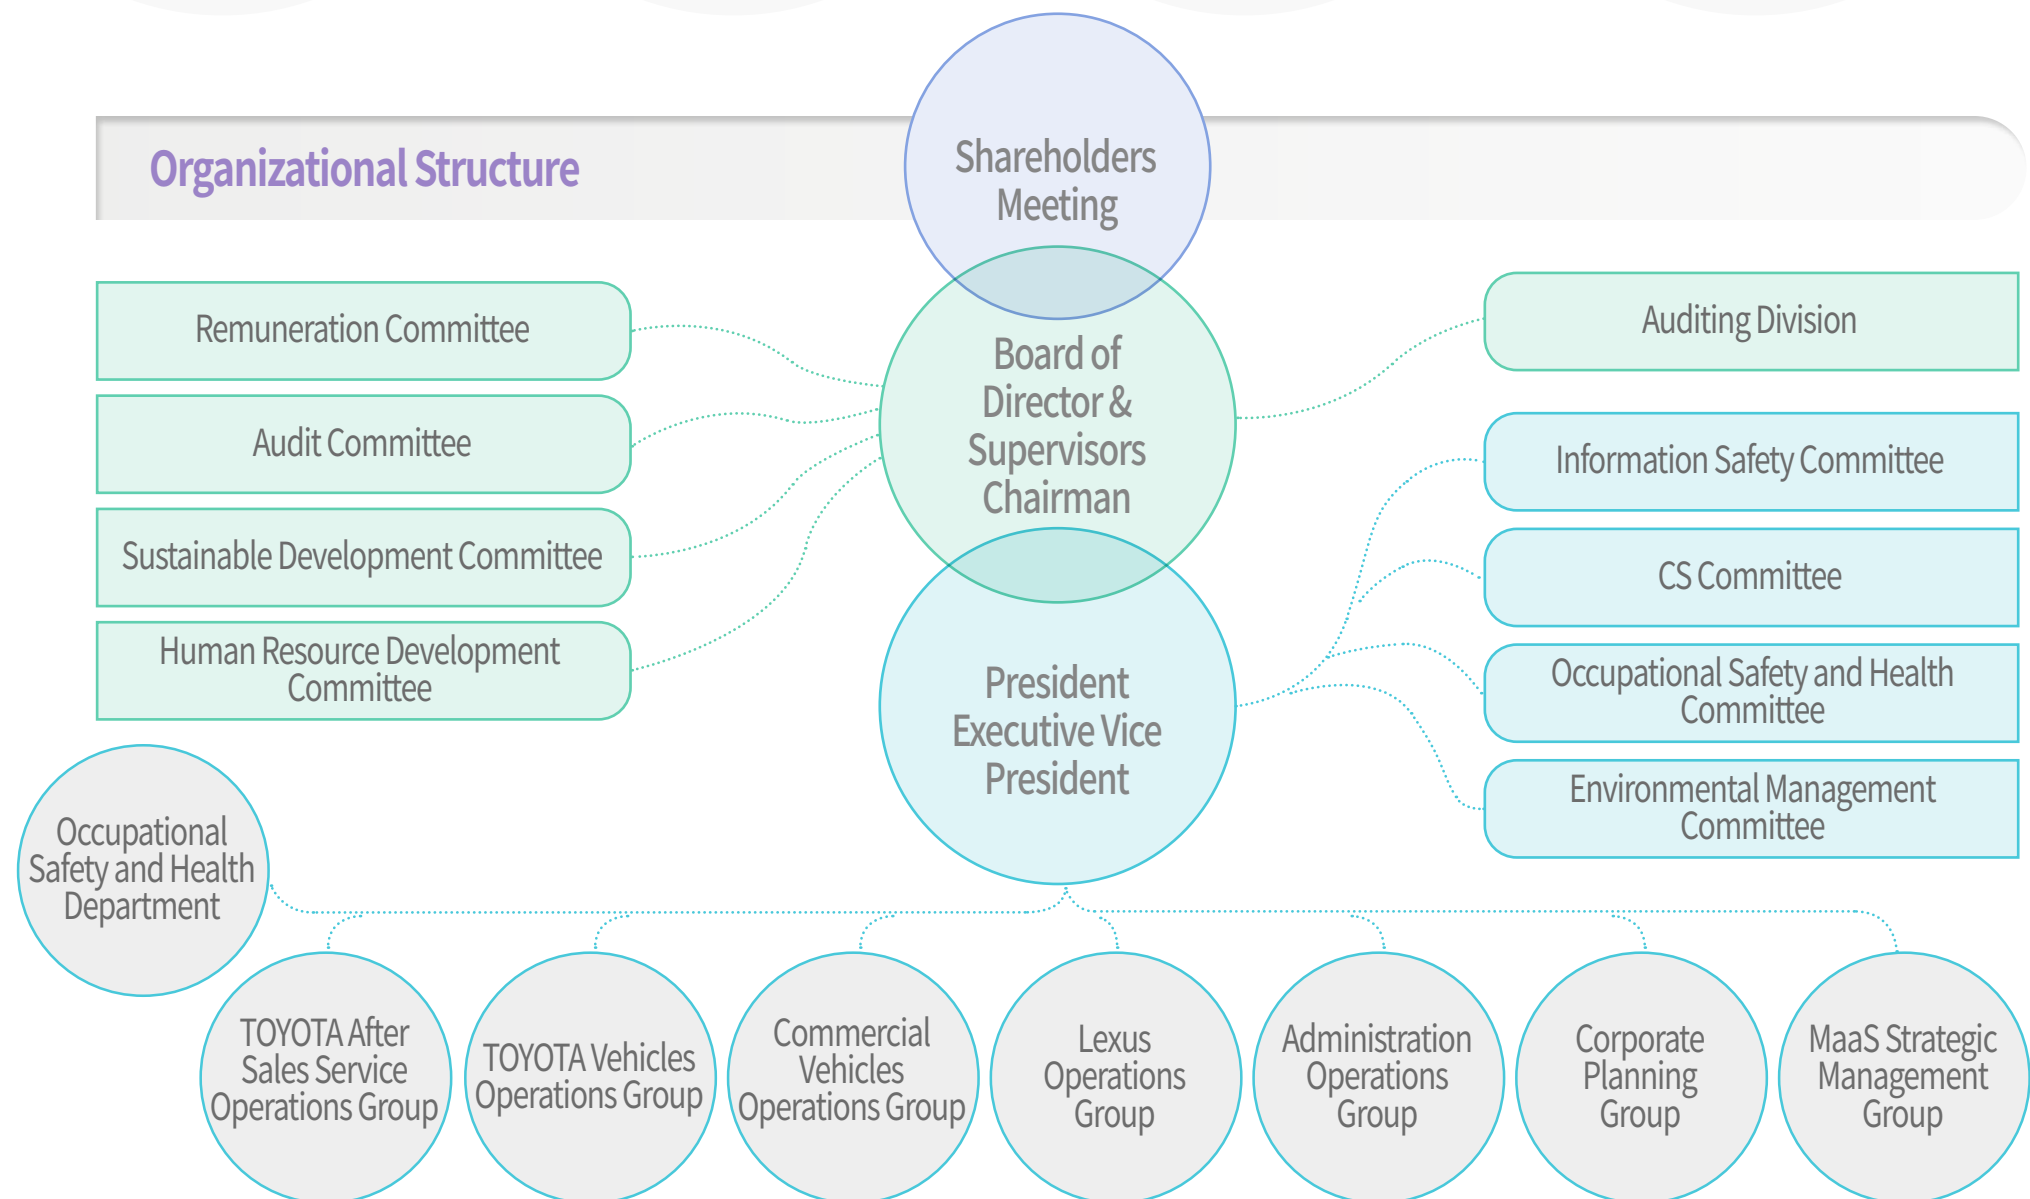 Organizational Structure
Shareholders
Meeting
Board of
Director &
Supervisors
Chairman
President
Executive Vice
President
Remuneration Committee
Audit Committee
Sustainable Development Committee
Human Resource Development
Committee
Auditing Division
Information Safety Committee
CS Committee
Occupational Safety and Health
Committee
Environmental Management
Committee
Occupational
Safety and Health
Department
TOYOTA After
Sales Service
Operations Group
TOYOTA Vehicles
Operations Group
Commercial
Vehicles
Operations Group
Lexus
Operations
Group
Administration
Operations
Group
Corporate
Planning
Group
MaaS Strategic
Management
Group